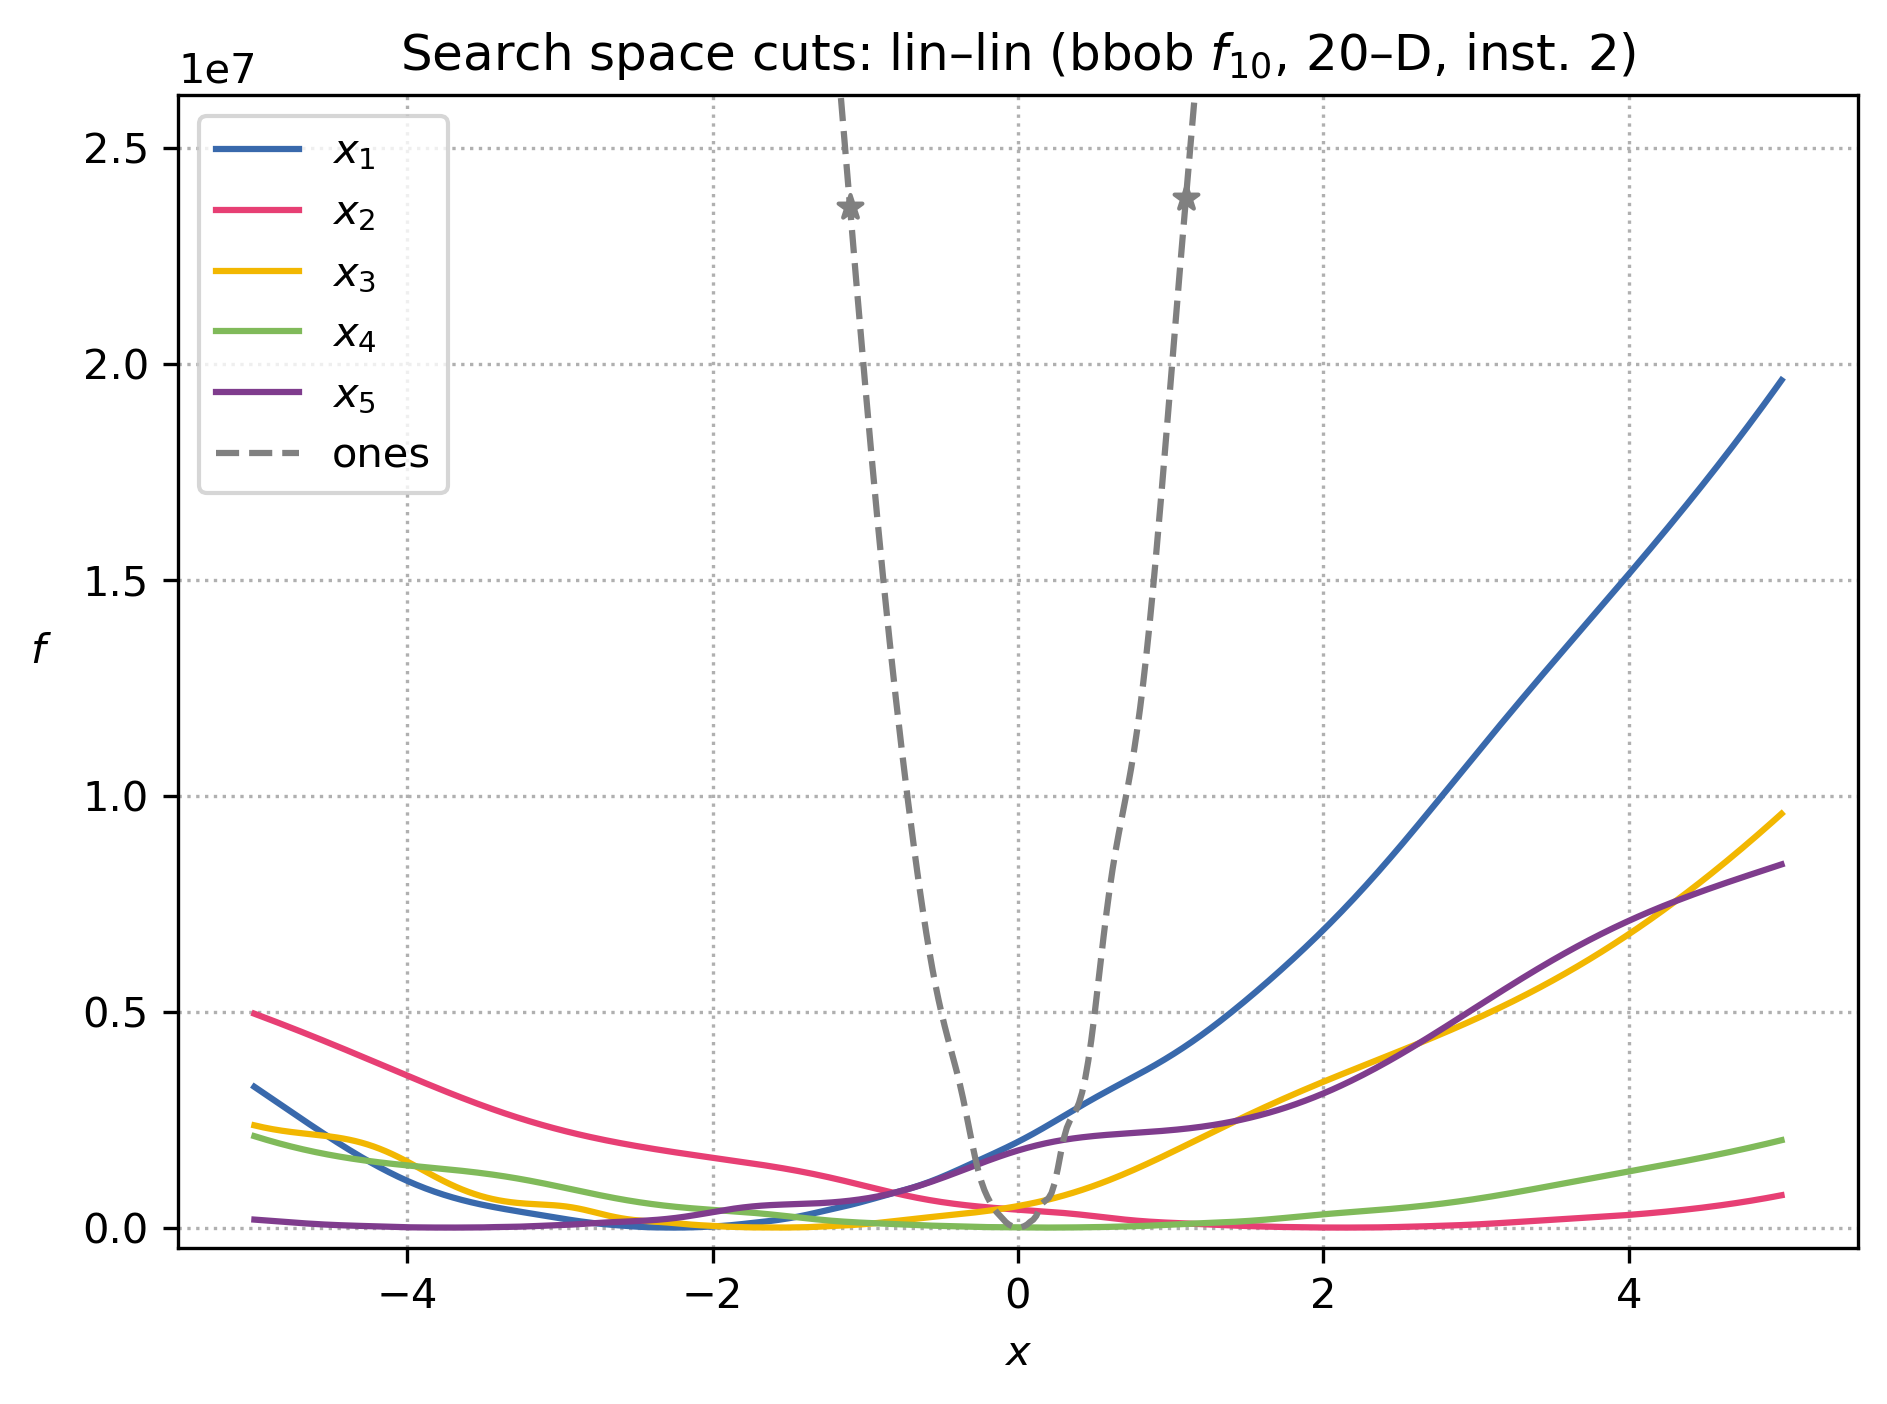 Search space cuts: lin–lin (bbob f₁₀, 20–D, inst. 2)
1e7
2.5
2.0
1.5
1.0
0.5
0.0
f
x₁
x₂
x₃
x₄
x₅
ones
−4
−2
0
2
4
x